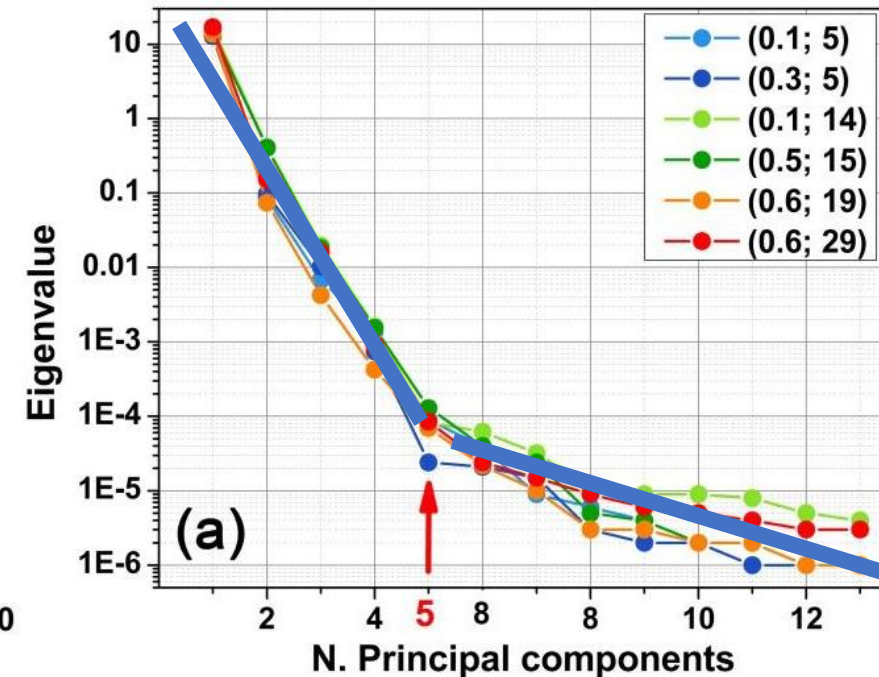 10
1
0.1
0.01
1E-3
1E-4
1E-5
1E-6
Eigenvalue
(0.1; 5)
(0.3; 5)
(0.1; 14)
(0.5; 15)
(0.6; 19)
(0.6; 29)
(a)
0
2 4 5 8 8 10 12
N. Principal components